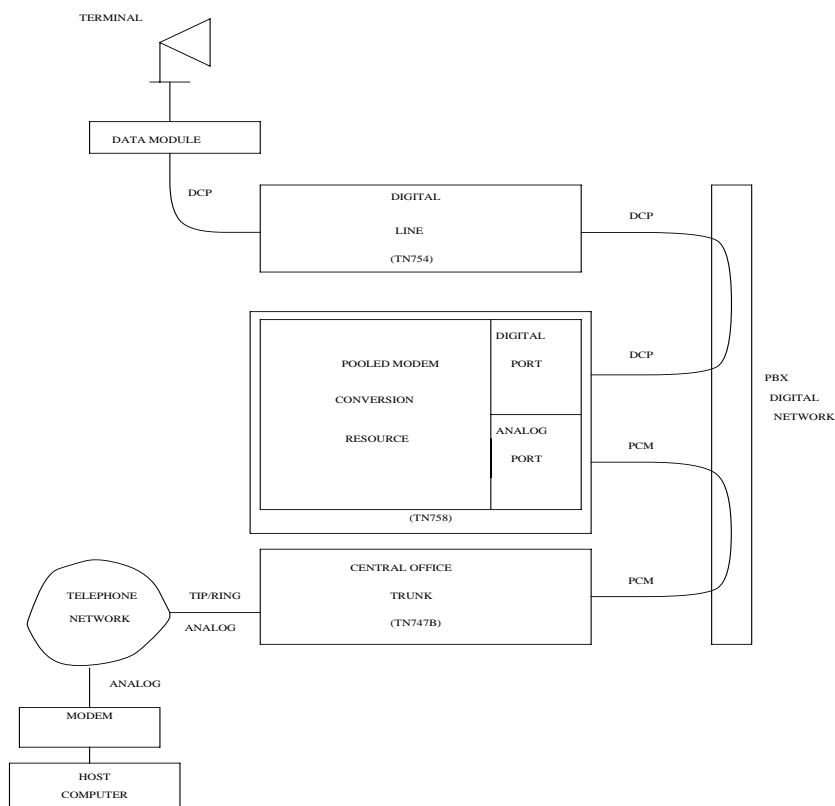 TERMINAL
DATA MODULE
DCP
DIGITAL
LINE
(TN754)
DCP
POOLED MODEM
CONVERSION
RESOURCE
DIGITAL
PORT
ANALOG
PORT
(TN758)
DCP
PCM
PBX
DIGITAL
NETWORK
CENTRAL OFFICE
TRUNK
(TN747B)
PCM
TELEPHONE
NETWORK
TIP/RING
ANALOG
ANALOG
MODEM
HOST
COMPUTER